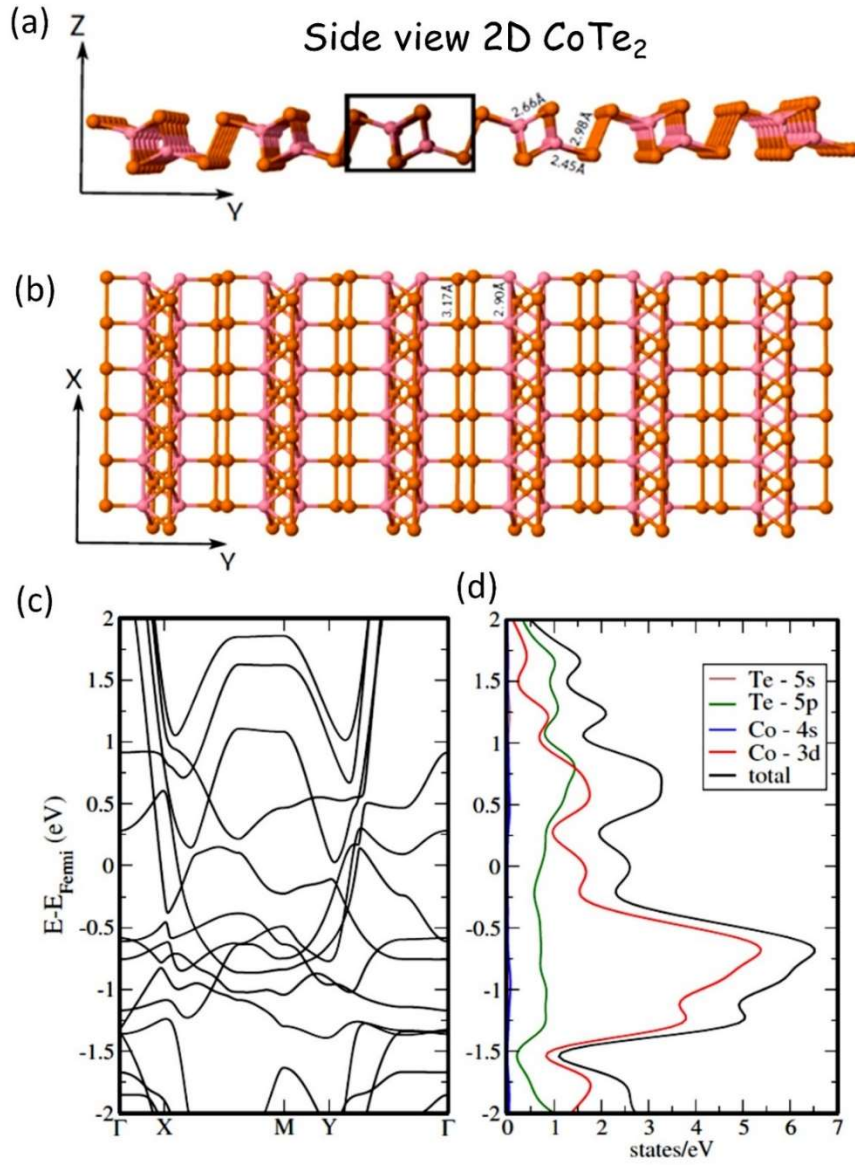 (a)
Side view 2D CoTe₂
Z
2.66Å
2.98Å
2.45Å
Y
(b)
3.17Å
2.90Å
X
Y
(c)
2
1.5
1
0.5
0
-0.5
-1
-1.5
-2
E-E_Fermi (eV)
Γ X M Y Γ
(d)
2
1.5
1
0.5
0
-0.5
-1
-1.5
-2
Te - 5s
Te - 5p
Co - 4s
Co - 3d
total
0 1 2 3 4 5 6 7
states/eV